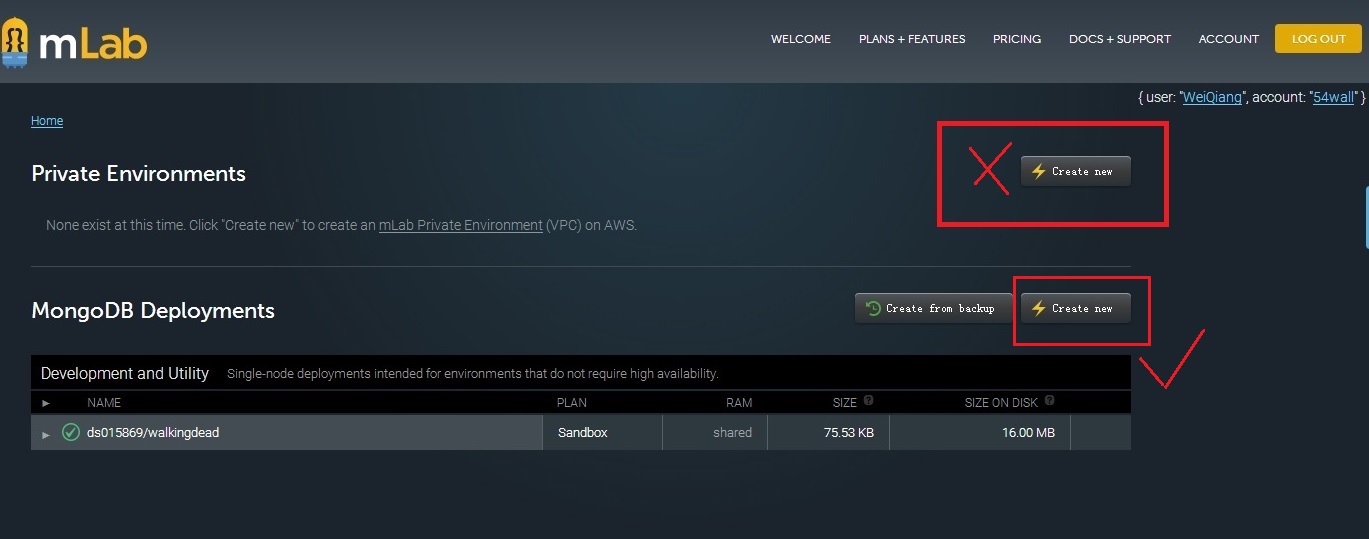 mLab
WELCOME PLANS + FEATURES PRICING DOCS + SUPPORT ACCOUNT LOG OUT
{ user: "WeiQiang", account: "54wall" }
Home
Private Environments
Create new
None exist at this time. Click "Create new" to create an mLab Private Environment (VPC) on AWS.
MongoDB Deployments
Create from backup Create new
Development and Utility Single-node deployments intended for environments that do not require high availability.
NAME PLAN RAM SIZE ? SIZE ON DISK ?
ds015869/walkingdead Sandbox shared 75.53 KB 16.00 MB